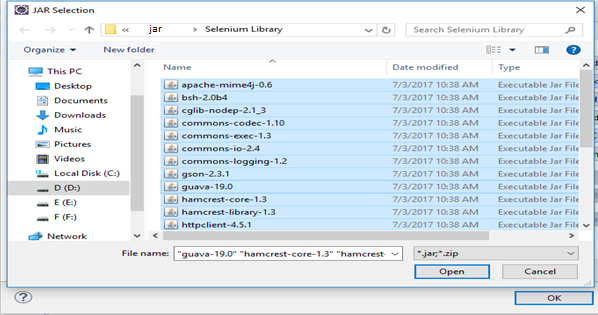 JAR Selection
« jar > Selenium Library
Search Selenium Library
Organize
New folder
Name
Date modified
Type
This PC
Desktop
Documents
Downloads
Music
Pictures
Videos
Local Disk (C:)
D (D:)
E (E:)
F (F:)
Network
apache-mime4j-0.6 7/3/2017 10:38 AM Executable Jar File
bsh-2.0b4 7/3/2017 10:38 AM Executable Jar File
cglib-nodep-2.1_3 7/3/2017 10:38 AM Executable Jar File
commons-codec-1.10 7/3/2017 10:38 AM Executable Jar File
commons-exec-1.3 7/3/2017 10:38 AM Executable Jar File
commons-io-2.4 7/3/2017 10:38 AM Executable Jar File
commons-logging-1.2 7/3/2017 10:38 AM Executable Jar File
gson-2.3.1 7/3/2017 10:38 AM Executable Jar File
guava-19.0 7/3/2017 10:38 AM Executable Jar File
hamcrest-core-1.3 7/3/2017 10:38 AM Executable Jar File
hamcrest-library-1.3 7/3/2017 10:38 AM Executable Jar File
httpclient-4.5.1 7/3/2017 10:38 AM Executable Jar File
File name: "guava-19.0" "hamcrest-core-1.3" "hamcrest-
*.jar;*.zip
Open
Cancel
?
OK